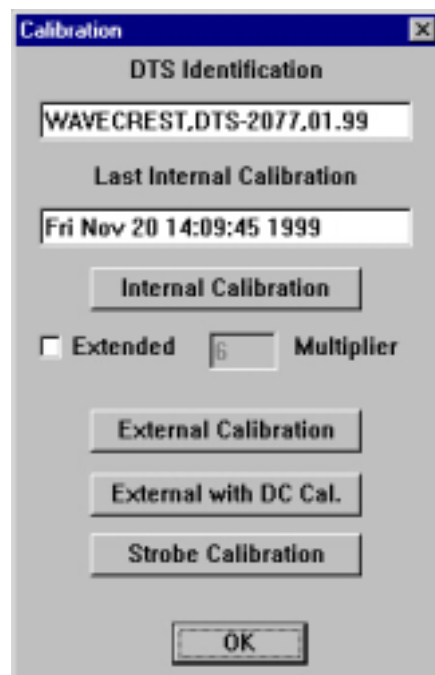 Calibration
DTS Identification
WAVECREST,DTS-2077,01.99
Last Internal Calibration
Fri Nov 20 14:09:45 1999
Internal Calibration
Extended 6 Multiplier
External Calibration
External with DC Cal.
Strobe Calibration
OK